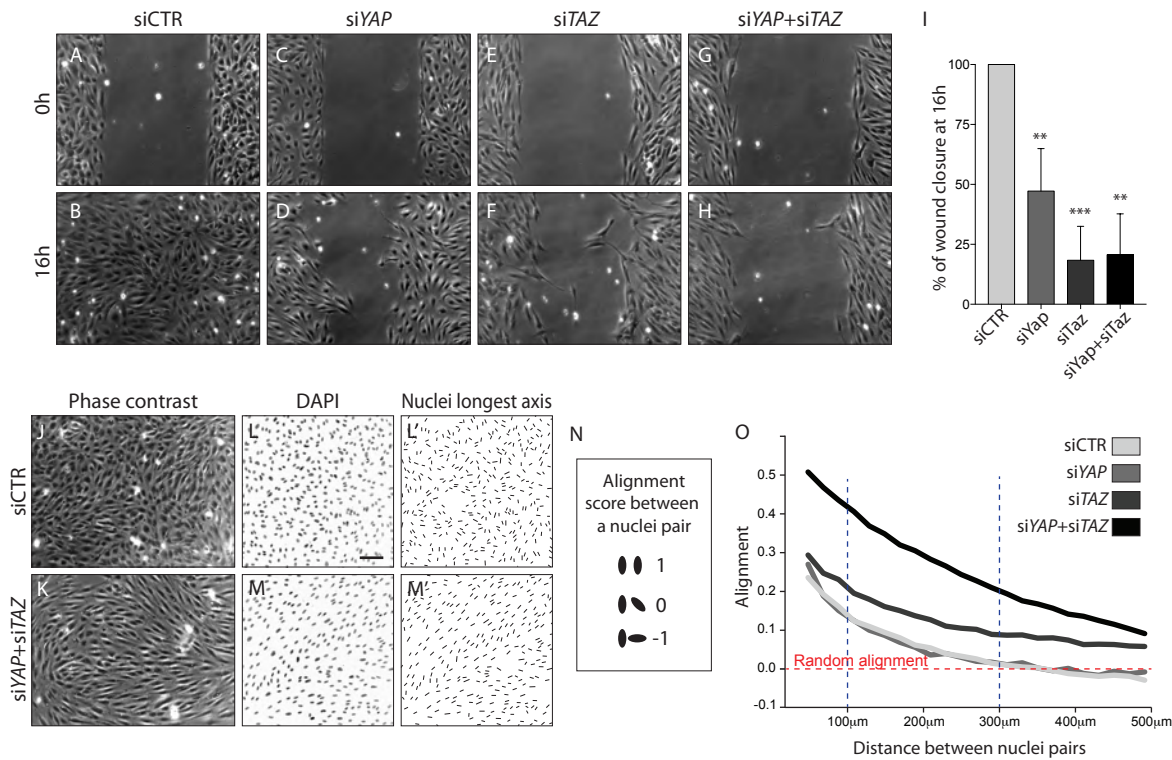 siCTR
siYAP
siTAZ
siYAP+siTAZ
I
0h
A
C
E
G
16h
B
D
F
H
% of wound closure at 16h
100
75
50
25
0
**
***
**
siCTR
siYap
siTaz
siYap+siTaz
Phase contrast
DAPI
Nuclei longest axis
siCTR
J
L
L'
siYAP+siTAZ
K
M
M'
N
Alignment
score between
a nuclei pair
1
0
-1
O
Alignment
0.5
0.4
0.3
0.2
0.1
0.0
-0.1
Random alignment
siCTR
siYAP
siTAZ
siYAP+siTAZ
100μm
200μm
300μm
400μm
500μm
Distance between nuclei pairs